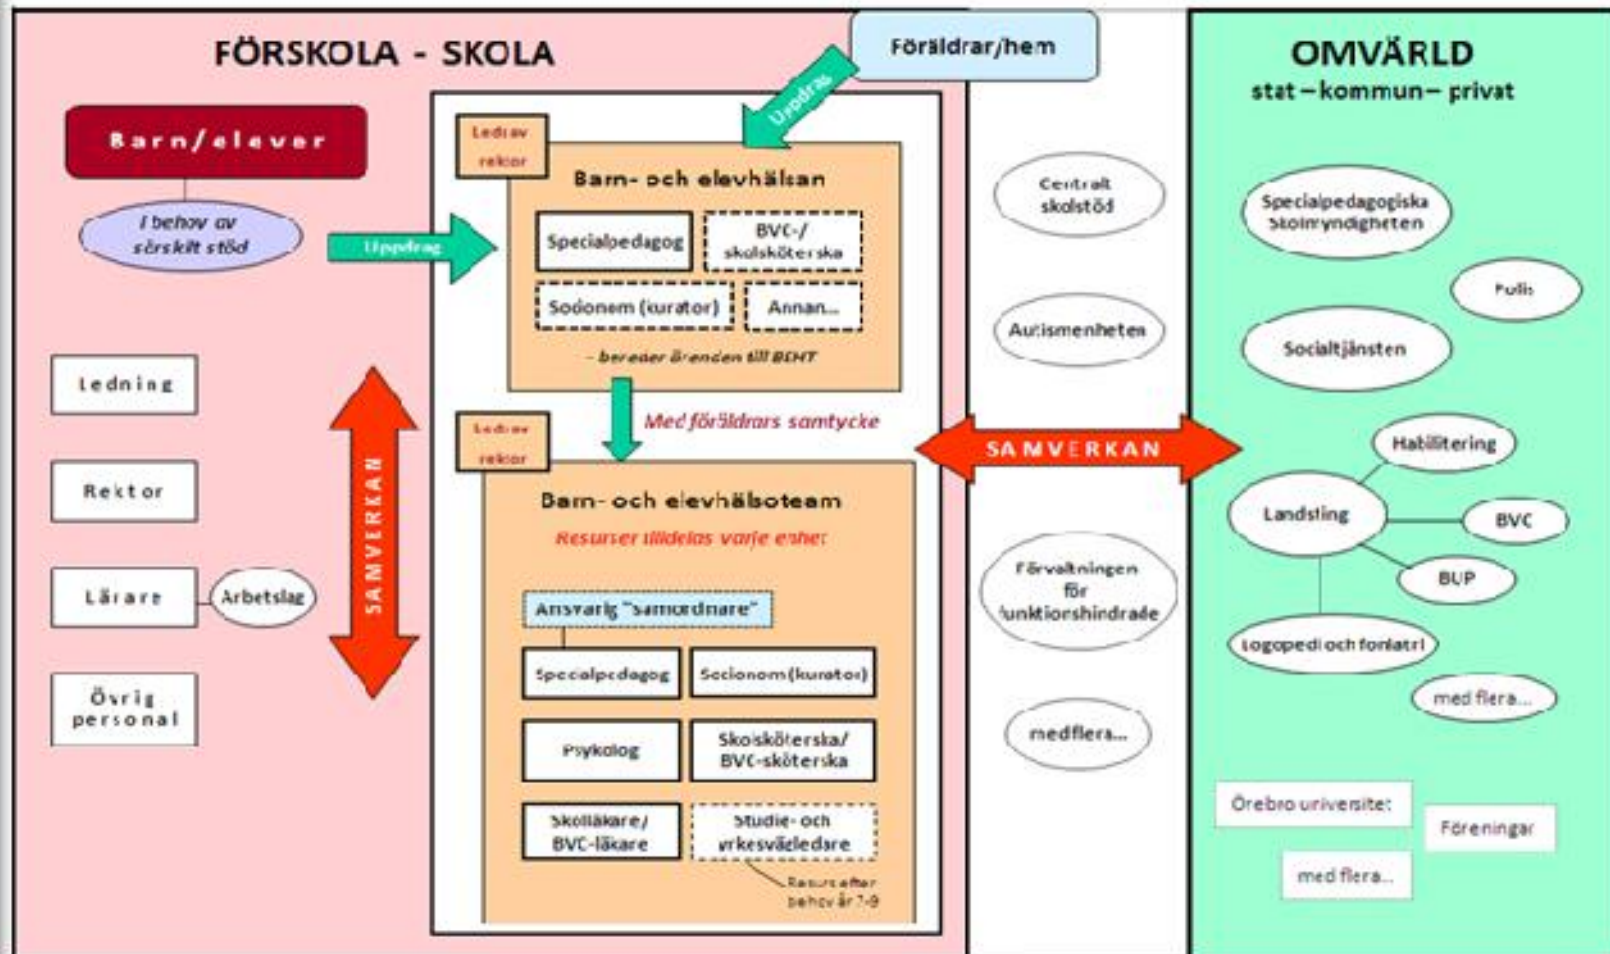 FÖRSKOLA - SKOLA
Föräldrar/hem
OMVÄRLD
stat – kommun – privat
Uppdrag
Barn/elever
I behov av
särskilt stöd
Uppdrag
Leds av
rektor
Barn- och elevhälsan
Specialpedagog
BVC-/
skolsköterska
Socionom (kurator)
Annan...
- bereder ärenden till BEHT
Med föräldrars samtycke
Ledning
Rektor
Lärare
Arbetslag
Övrig
personal
SAMVERKAN
Leds av
rektor
Barn- och elevhälsoteam
Resurser tilldelas varje enhet
Ansvarig "samordnare"
Specialpedagog
Socionom (kurator)
Psykolog
Skolsköterska/
BVC-sköterska
Skolläkare/
BVC-läkare
Studie- och
yrkesvägledare
Resurs efter
behov år 7-9
Centralt
skolstöd
Autismenheten
SAMVERKAN
Förvaltningen
för
funktionshindrade
med flera...
Specialpedagogiska
Skolmyndigheten
Polis
Socialtjänsten
Habilitering
Landsting
BVC
BUP
Logopedi och foniatri
med flera...
Örebro universitet
Föreningar
med flera...